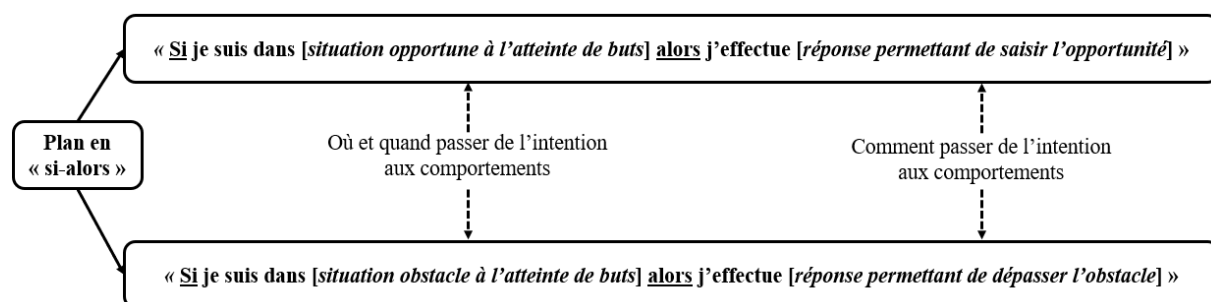 « Si je suis dans [situation opportune à l’atteinte de buts] alors j’effectue [réponse permettant de saisir l’opportunité] »
Plan en
« si-alors »
Où et quand passer de l’intention
aux comportements
Comment passer de l’intention
aux comportements
« Si je suis dans [situation obstacle à l’atteinte de buts] alors j’effectue [réponse permettant de dépasser l’obstacle] »